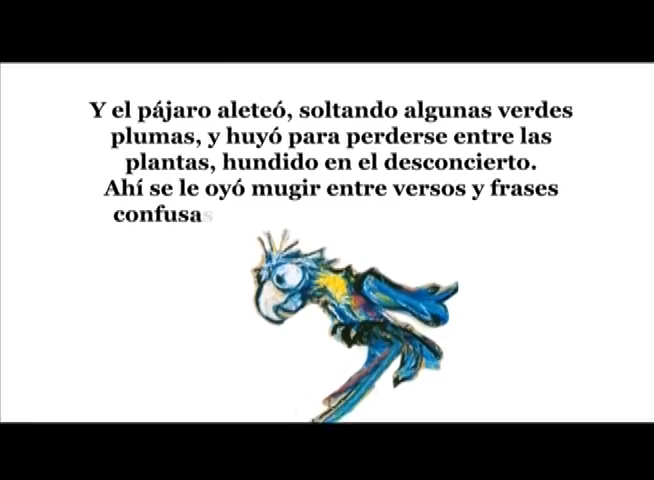 Y el pájaro aleteó, soltando algunas verdes
plumas, y huyó para perderse entre las
plantas, hundido en el desconcierto.
Ahí se le oyó mugir entre versos y frases
confusas